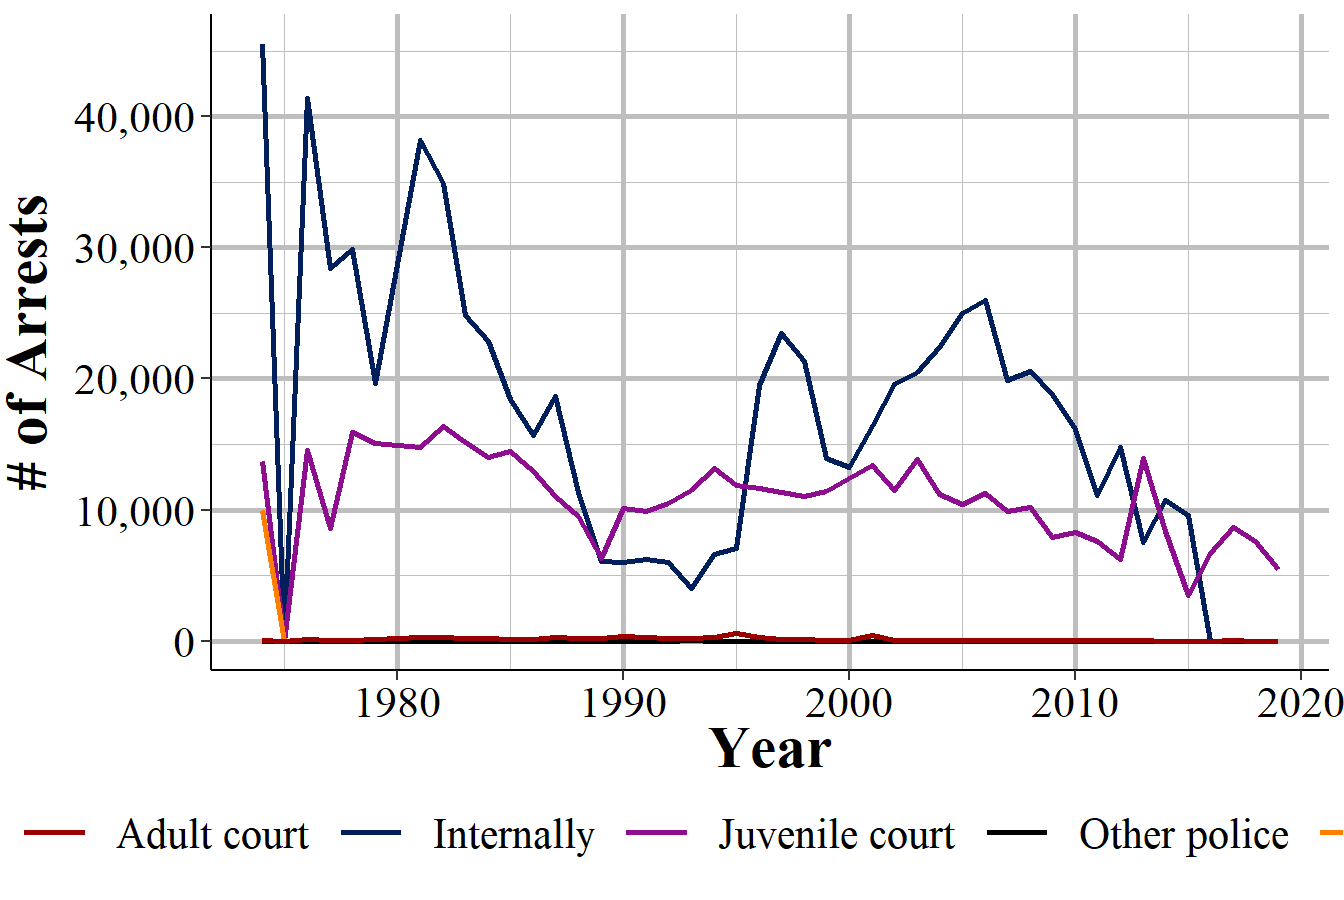 # of Arrests
40,000
30,000
20,000
10,000
0
1980 1990 2000 2010 2020
Year
Adult court Internally Juvenile court Other police